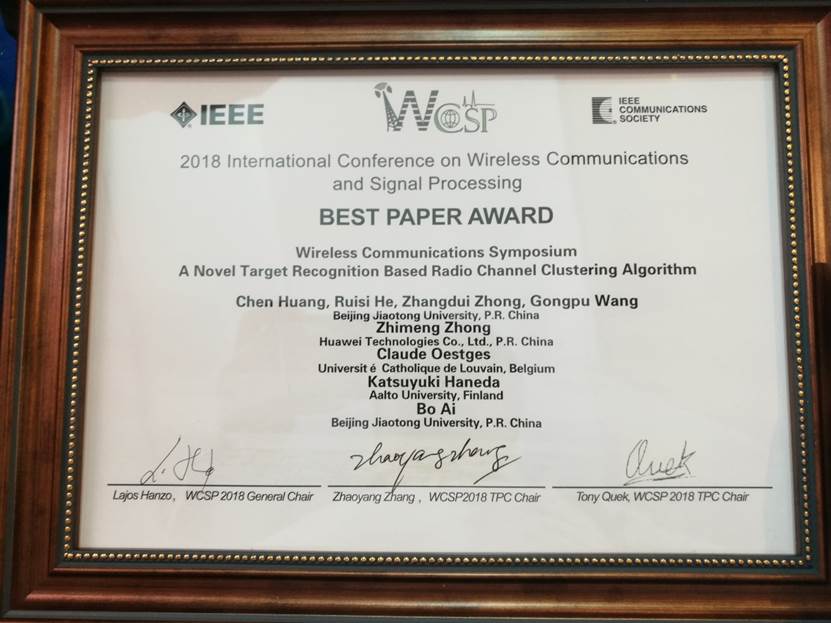 IEEE
WCSP
IEEE
COMMUNICATIONS
SOCIETY
2018 International Conference on Wireless Communications
and Signal Processing
BEST PAPER AWARD
Wireless Communications Symposium
A Novel Target Recognition Based Radio Channel Clustering Algorithm
Chen Huang, Ruisi He, Zhangdui Zhong, Gongpu Wang
Beijing Jiaotong University, P.R. China
Zhimeng Zhong
Huawei Technologies Co., Ltd., P.R. China
Claude Oestges
Universit é Catholique de Louvain, Belgium
Katsuyuki Haneda
Aalto University, Finland
Bo Ai
Beijing Jiaotong University, P.R. China
zhaoyangzhang
Quek
Lajos Hanzo, WCSP 2018 General Chair
Zhaoyang Zhang, WCSP2018 TPC Chair
Tony Quek, WCSP 2018 TPC Chair